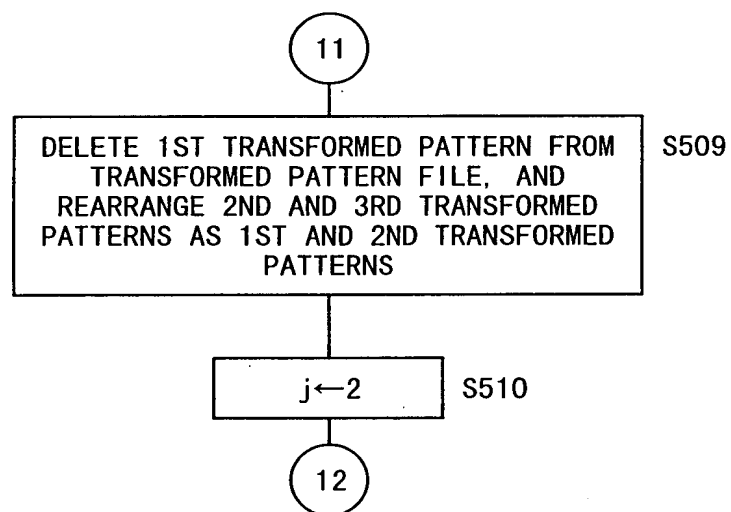 11
DELETE 1ST TRANSFORMED PATTERN FROM
TRANSFORMED PATTERN FILE, AND
REARRANGE 2ND AND 3RD TRANSFORMED
PATTERNS AS 1ST AND 2ND TRANSFORMED
PATTERNS
S509
j←2
S510
12